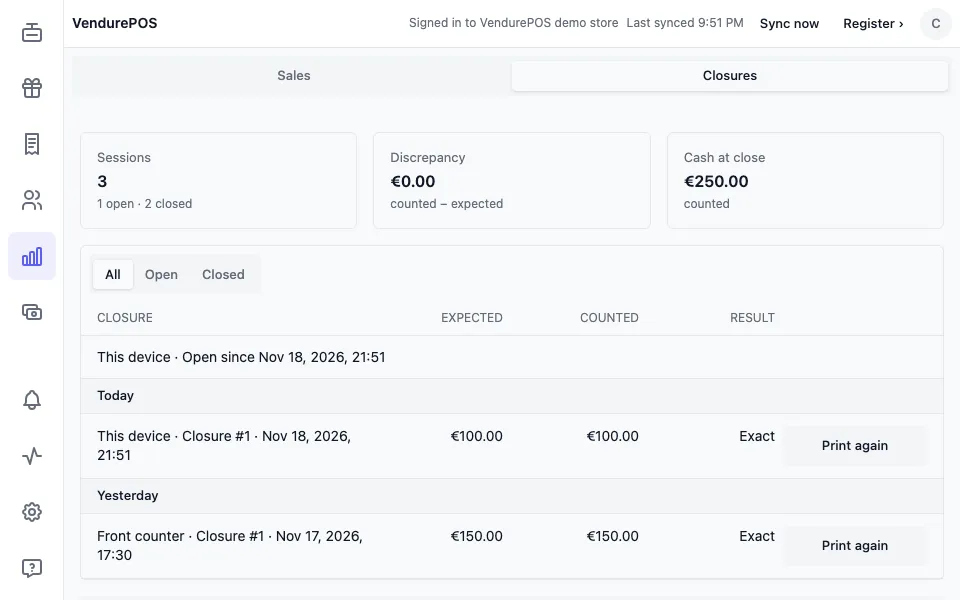 VendurePOS
Signed in to VendurePOS demo store Last synced 9:51 PM Sync now Register › C
Sales Closures
Sessions
3
1 open · 2 closed
Discrepancy
€0.00
counted – expected
Cash at close
€250.00
counted
All Open Closed
CLOSURE EXPECTED COUNTED RESULT
This device · Open since Nov 18, 2026, 21:51
Today
This device · Closure #1 · Nov 18, 2026,
21:51
€100.00 €100.00 Exact Print again
Yesterday
Front counter · Closure #1 · Nov 17, 2026,
17:30
€150.00 €150.00 Exact Print again